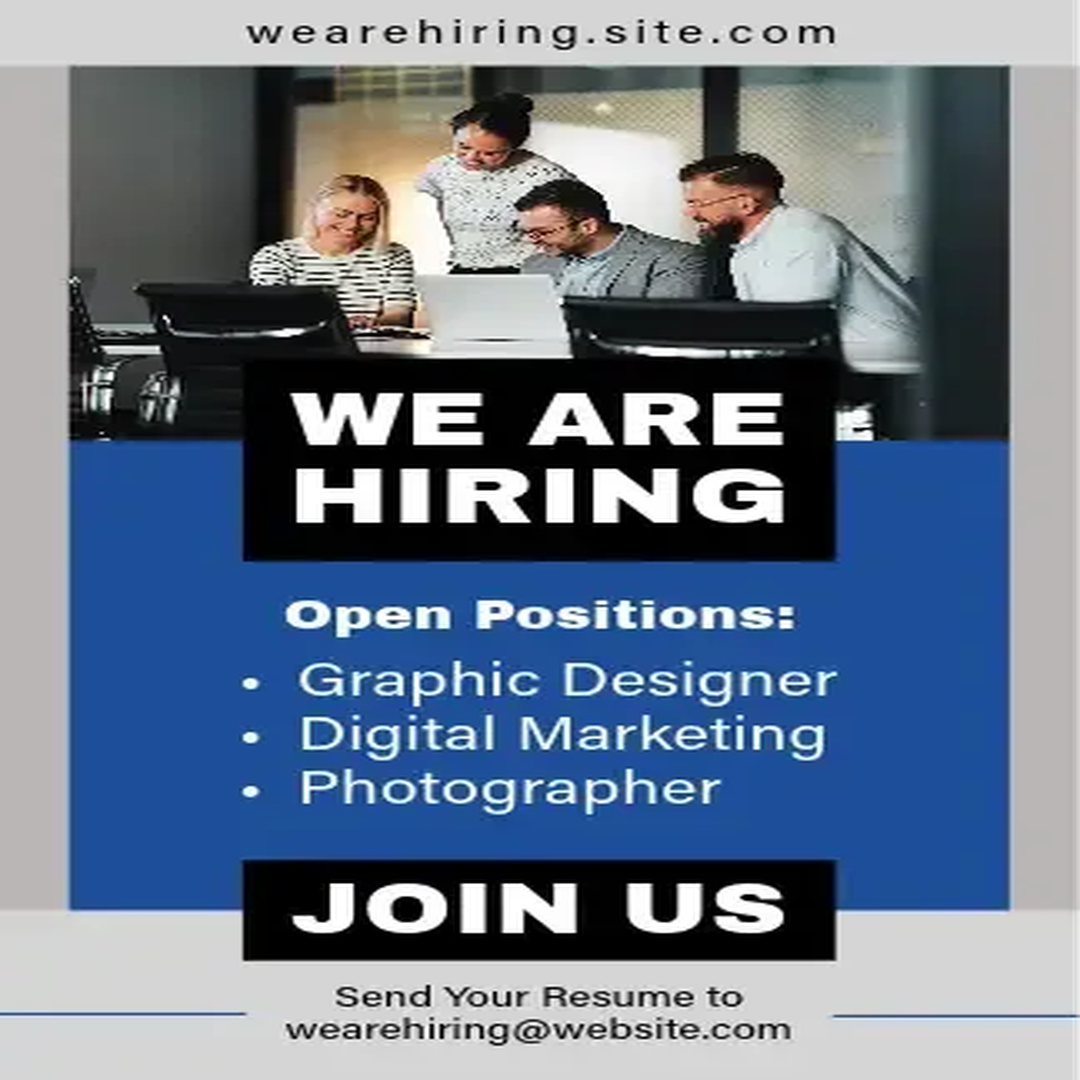 wearehiring.site.com
WE ARE
HIRING
Open Positions:
• Graphic Designer
• Digital Marketing
• Photographer
JOIN US
Send Your Resume to
wearehiring@website.com